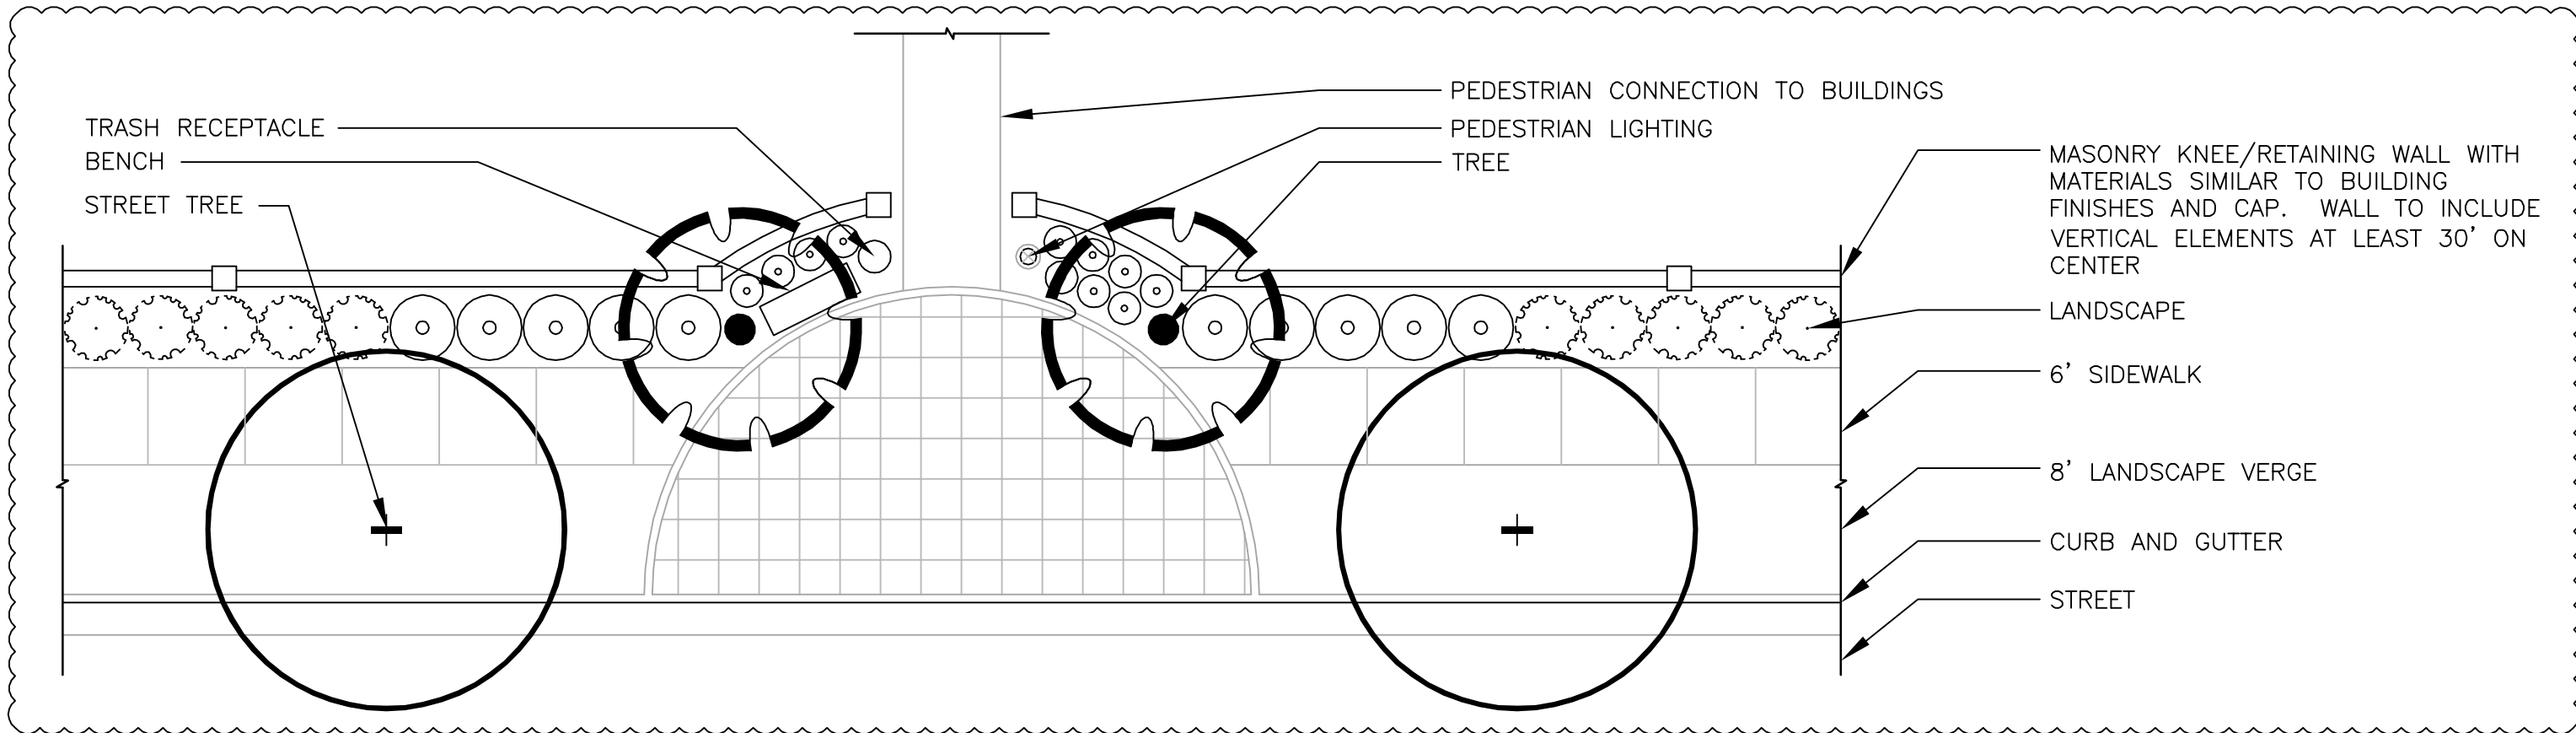 TRASH RECEPTACLE
BENCH
STREET TREE
PEDESTRIAN CONNECTION TO BUILDINGS
PEDESTRIAN LIGHTING
TREE
MASONRY KNEE/RETAINING WALL WITH
MATERIALS SIMILAR TO BUILDING
FINISHES AND CAP. WALL TO INCLUDE
VERTICAL ELEMENTS AT LEAST 30' ON
CENTER
LANDSCAPE
6' SIDEWALK
8' LANDSCAPE VERGE
CURB AND GUTTER
STREET